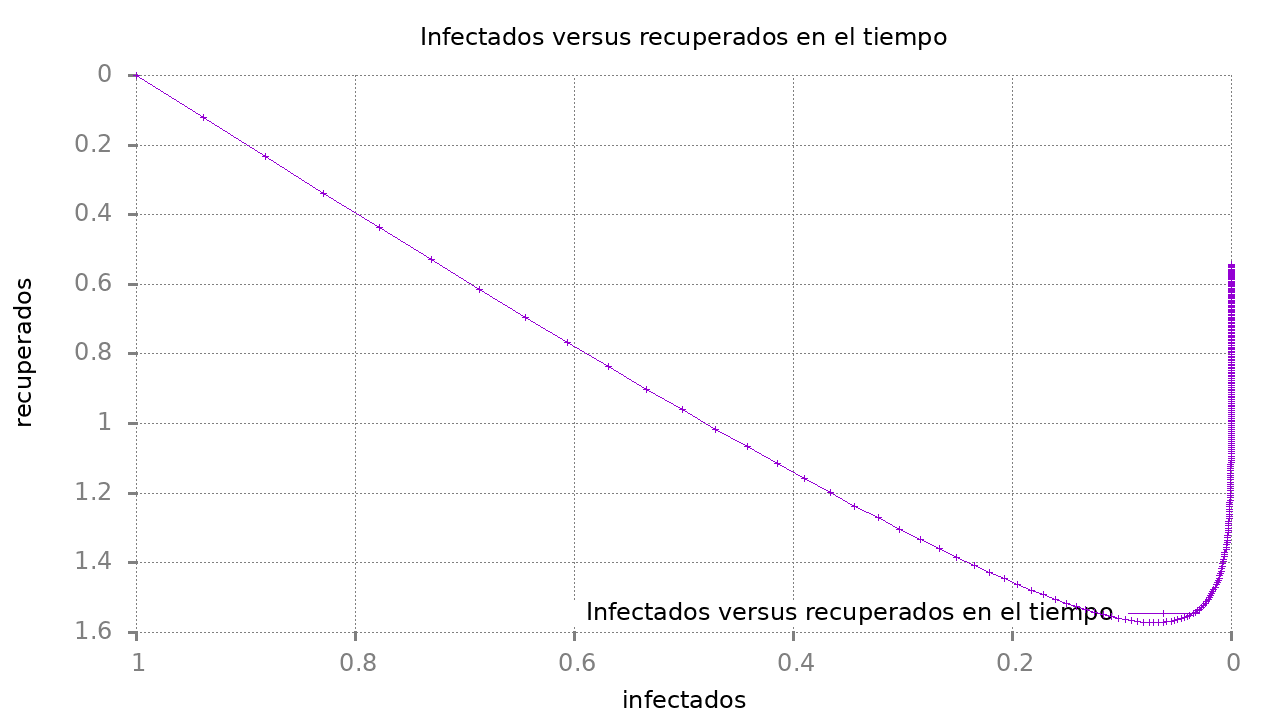 Infectados versus recuperados en el tiempo
0
0.2
0.4
0.6
0.8
1
1.2
1.4
1.6
recuperados
Infectados versus recuperados en el tiempo
1 0.8 0.6 0.4 0.2 0
infectados